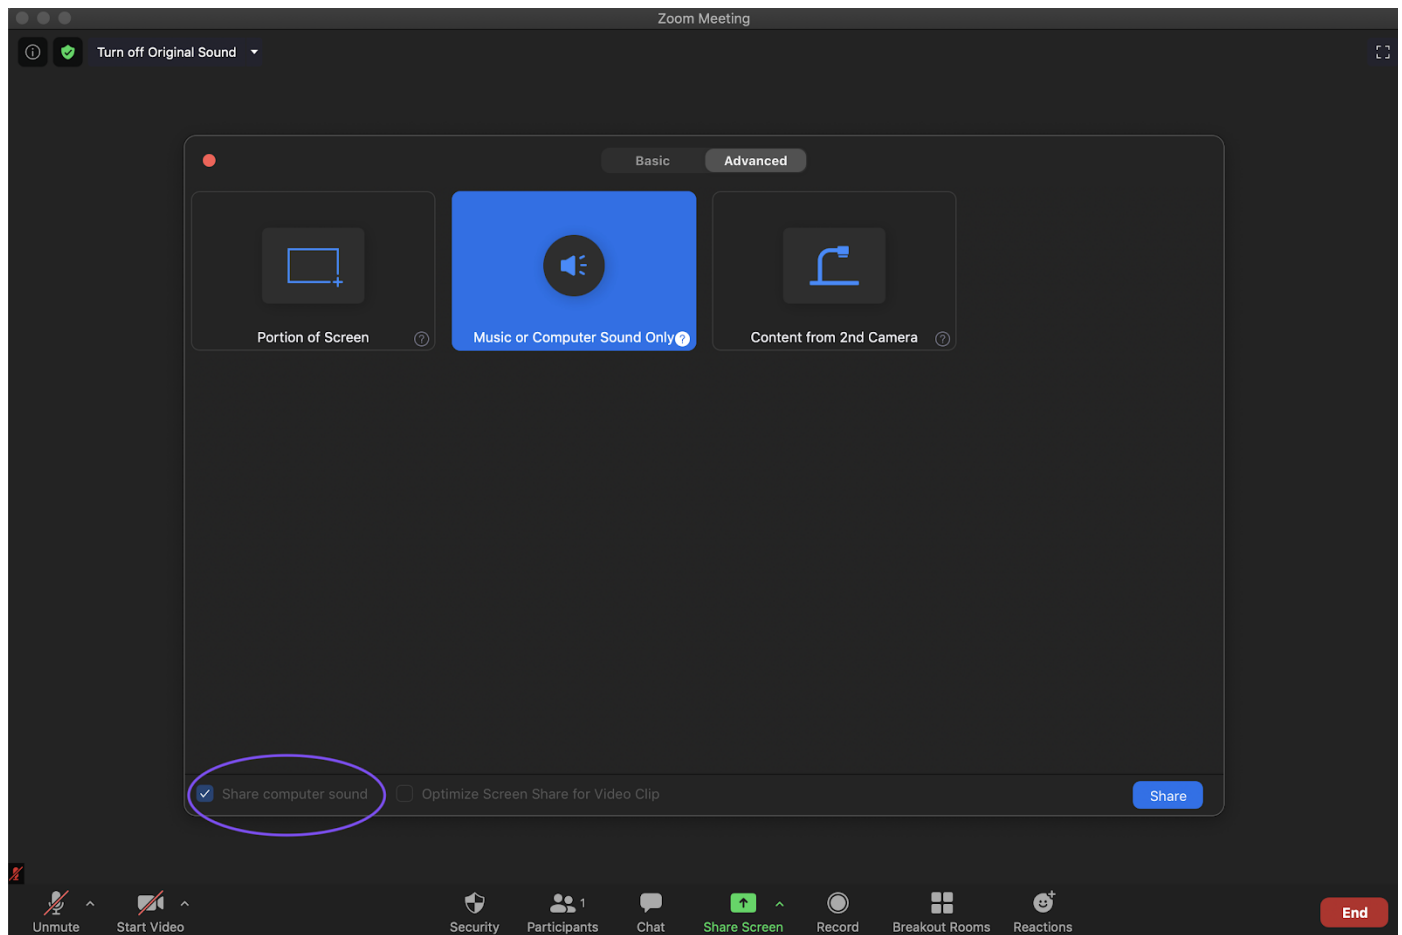 Zoom Meeting
Turn off Original Sound
Basic Advanced
Portion of Screen ? Music or Computer Sound Only ? Content from 2nd Camera ?
Share computer sound Optimize Screen Share for Video Clip Share
1
Unmute Start Video Security Participants Chat Share Screen Record Breakout Rooms Reactions End